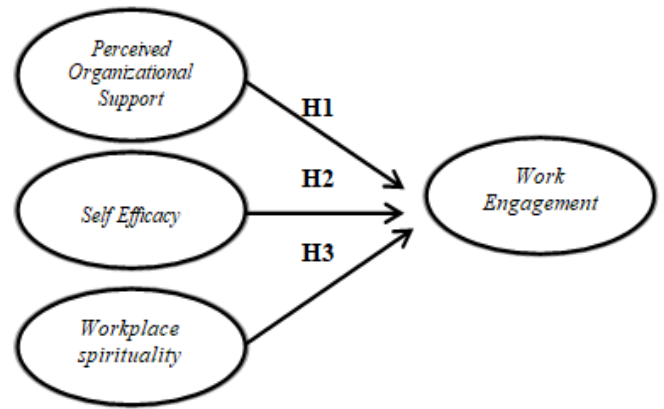 Perceived
Organizational
Support
H1
H2
Work
Engagement
Self Efficacy
H3
Workplace
spirituality